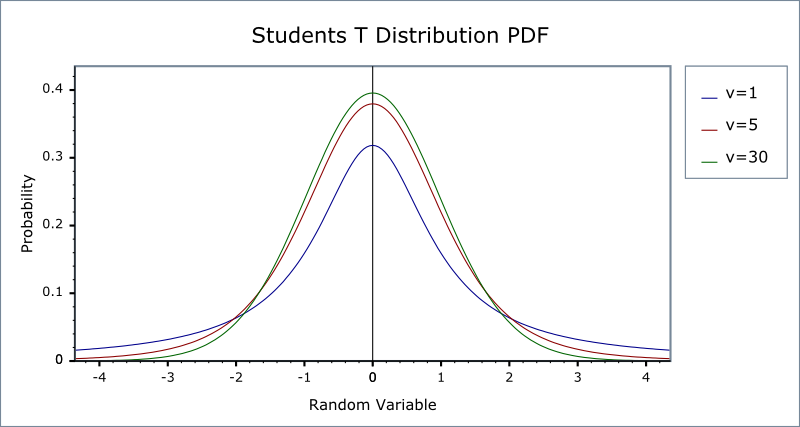 Students T Distribution PDF
v=1
v=5
v=30
Probability
0.4
0.3
0.2
0.1
0
-4 -3 -2 -1 0 1 2 3 4
Random Variable